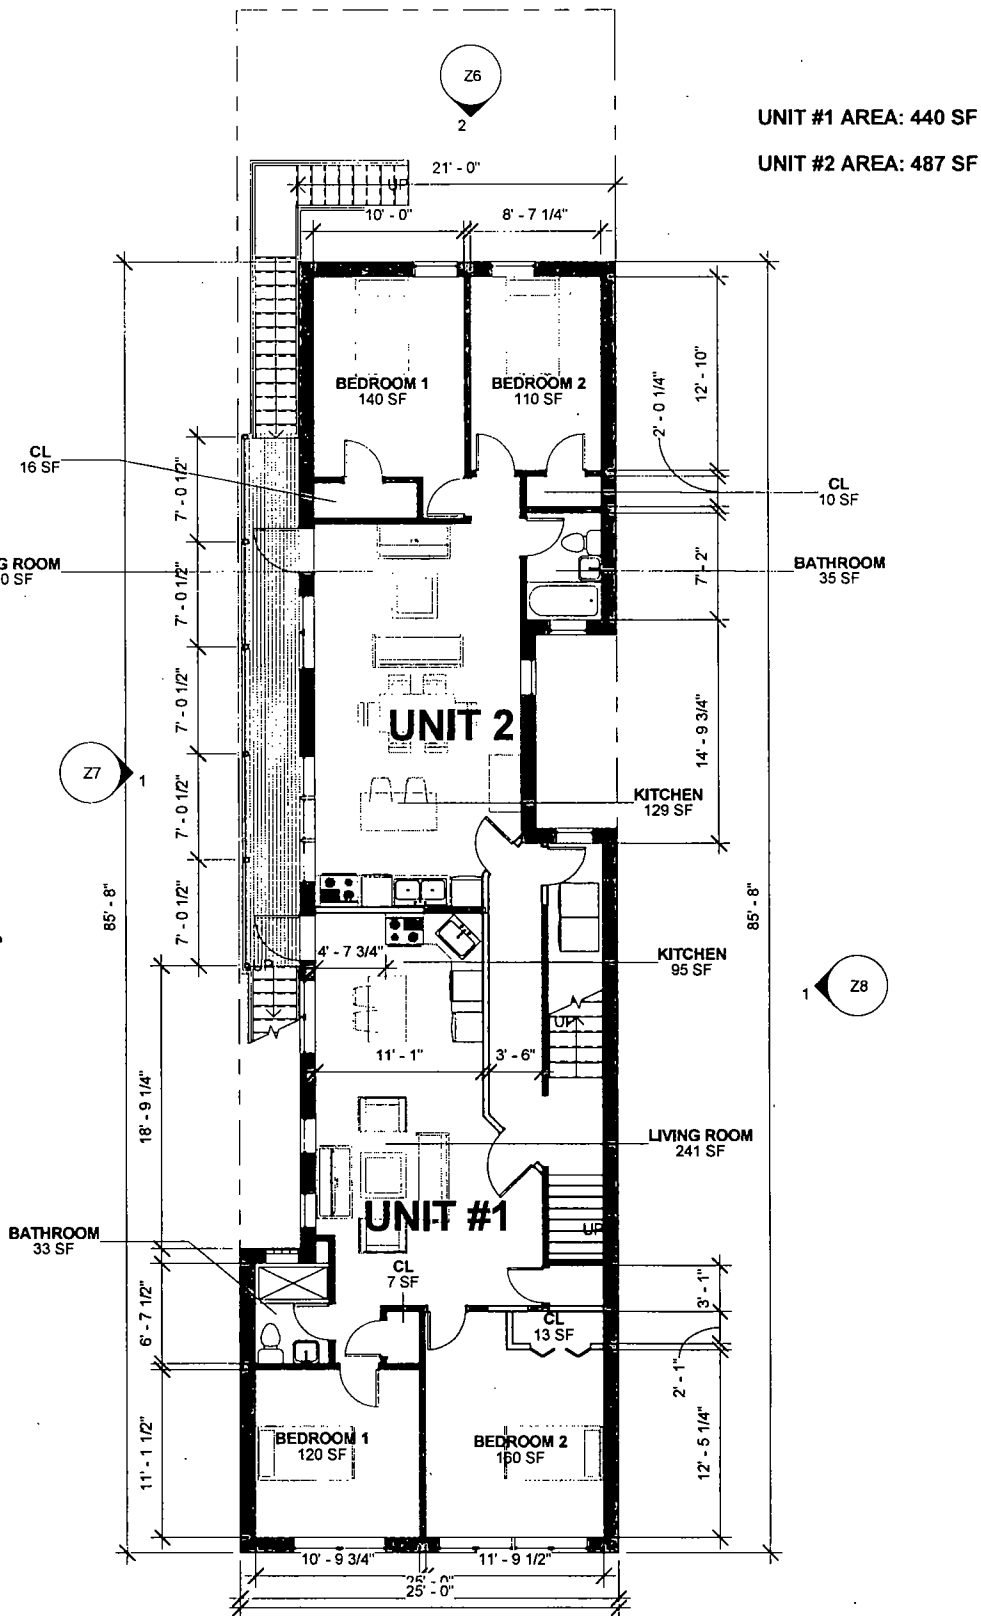 Z6
2
UNIT #1 AREA: 440 SF
UNIT #2 AREA: 487 SF
21' - 0"
UP
10' - 0"
8' - 7 1/4"
BEDROOM 1
140 SF
BEDROOM 2
110 SF
12' - 10"
2' - 0 1/4"
CL
16 SF
CL
10 SF
7' - 0 1/2"
G ROOM
0 SF
BATHROOM
35 SF
7' - 2"
7' - 0 1/2"
7' - 0 1/2"
UNIT 2
14' - 9 3/4"
Z7
1
KITCHEN
129 SF
7' - 0 1/2"
85' - 8"
85' - 8"
7' - 0 1/2"
4' - 7 3/4"
KITCHEN
95 SF
1
Z8
UP
11' - 1"
3' - 6"
18' - 9 1/4"
LIVING ROOM
241 SF
UNIT #1
UP
BATHROOM
33 SF
CL
7 SF
3' - 1"
6' - 7 1/2"
CL
13 SF
2' - 1"
11' - 1 1/2"
BEDROOM 1
120 SF
BEDROOM 2
160 SF
12' - 5 1/4"
10' - 9 3/4"
11' - 9 1/2"
25' - 0"
25' - 0"